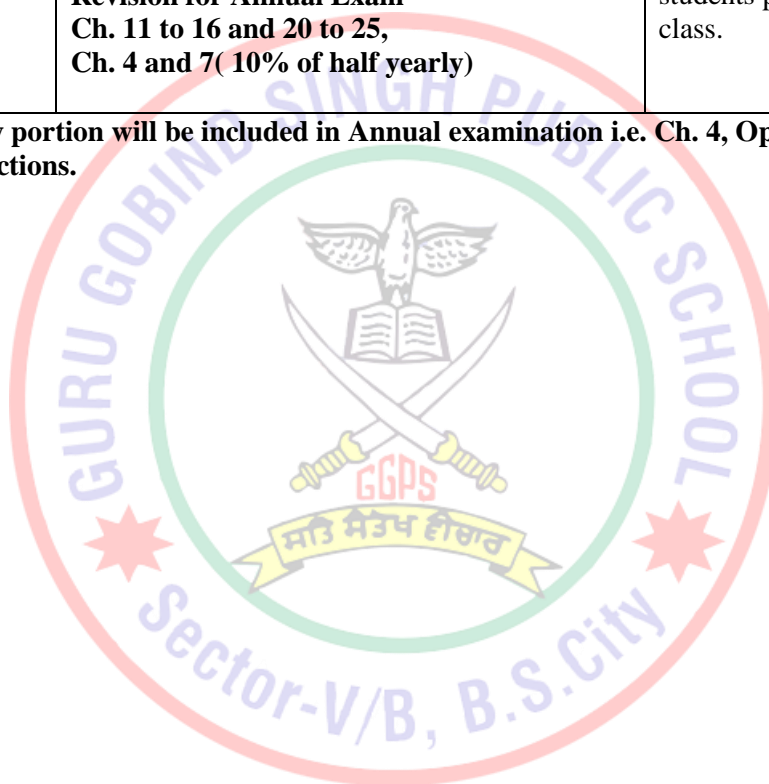 Revision for Annual Exam
Ch. 11 to 16 and 20 to 25,
Ch. 4 and 7( 10% of half yearly)
students
class.
portion will be included in Annual examination i.e. Ch. 4,
GURU GOBIND SINGH PUBLIC SCHOOL
GGPS
ਸਤਿ ਸੰਤੋਖ ਵੀਚਾਰ
Sector-V/B, B.S.City